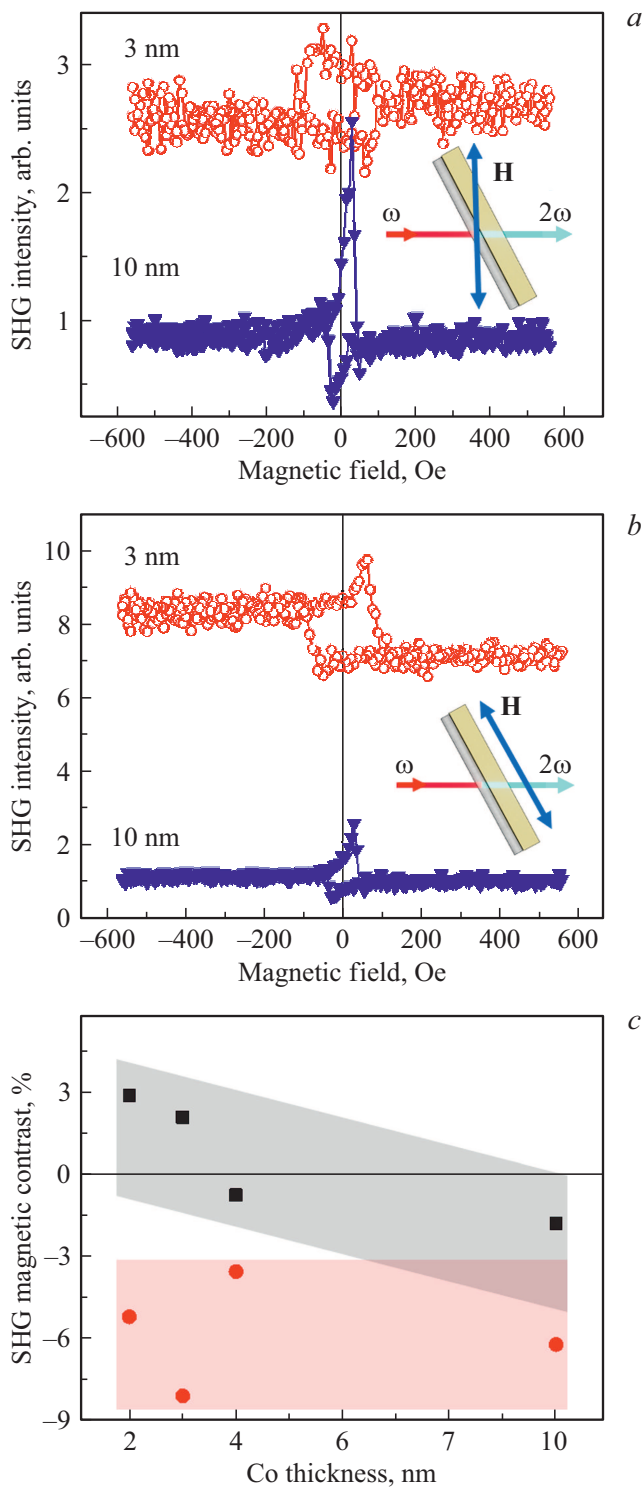 a
3 nm
3
2
1
SHG intensity, arb. units
H
ω
2ω
10 nm
–600 –400 –200 0 200 400 600
Magnetic field, Oe
b
10
8
6
4
2
0
SHG intensity, arb. units
3 nm
H
ω
2ω
10 nm
–600 –400 –200 0 200 400 600
Magnetic field, Oe
c
3
0
–3
–6
–9
SHG magnetic contrast, %
2 4 6 7 10
Co thickness, nm